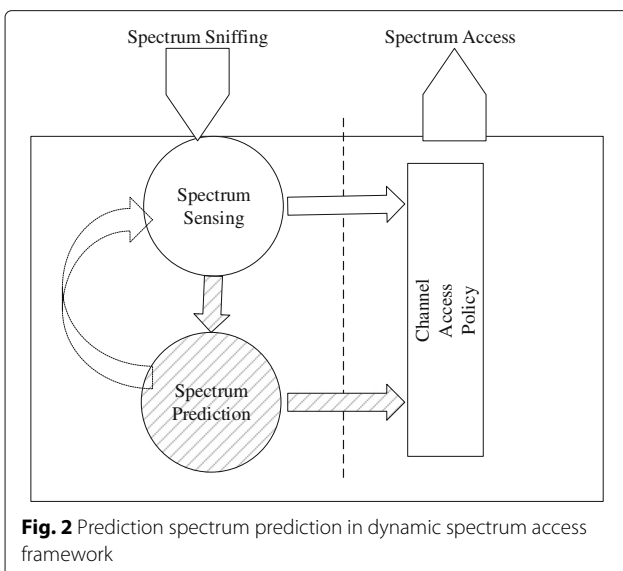 Spectrum Sniffing
Spectrum Access
Spectrum
Sensing
Channel
Access
Policy
Spectrum
Prediction
Fig. 2 Prediction spectrum prediction in dynamic spectrum access
framework